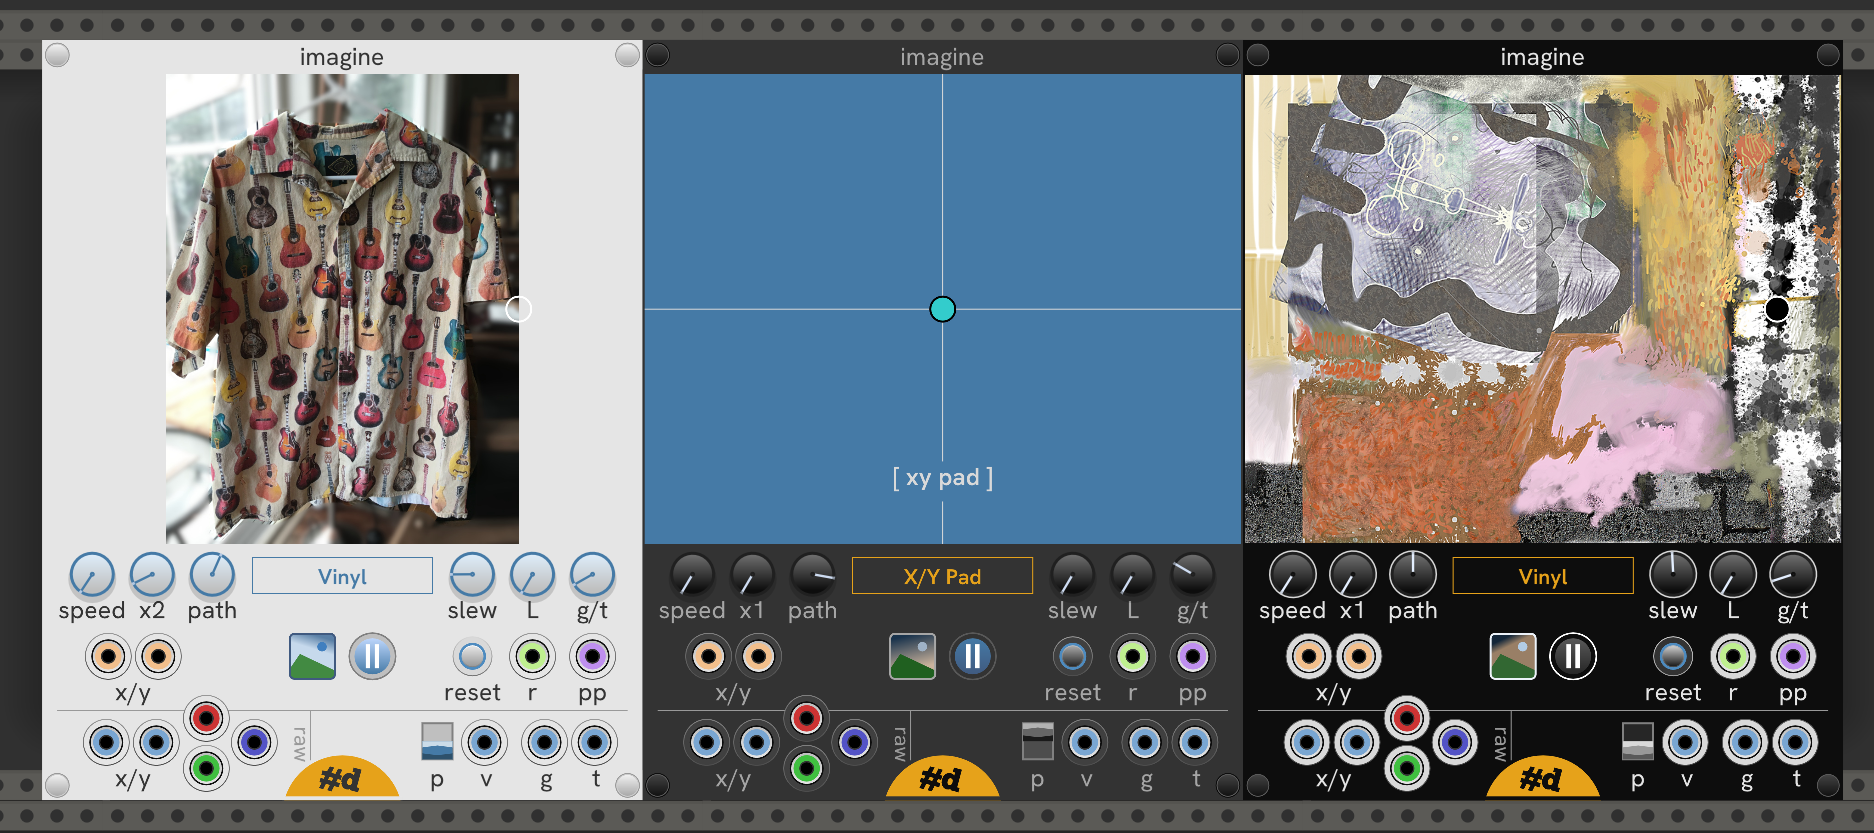 imagine
Vinyl
speed x2 path slew L g/t
x/y reset r pp
raw
x/y #d p v g t
imagine
[ xy pad ]
X/Y Pad
speed x1 path slew L g/t
x/y reset r pp
raw
x/y #d p v g t
imagine
Vinyl
speed x1 path slew L g/t
x/y reset r pp
raw
x/y #d p v g t